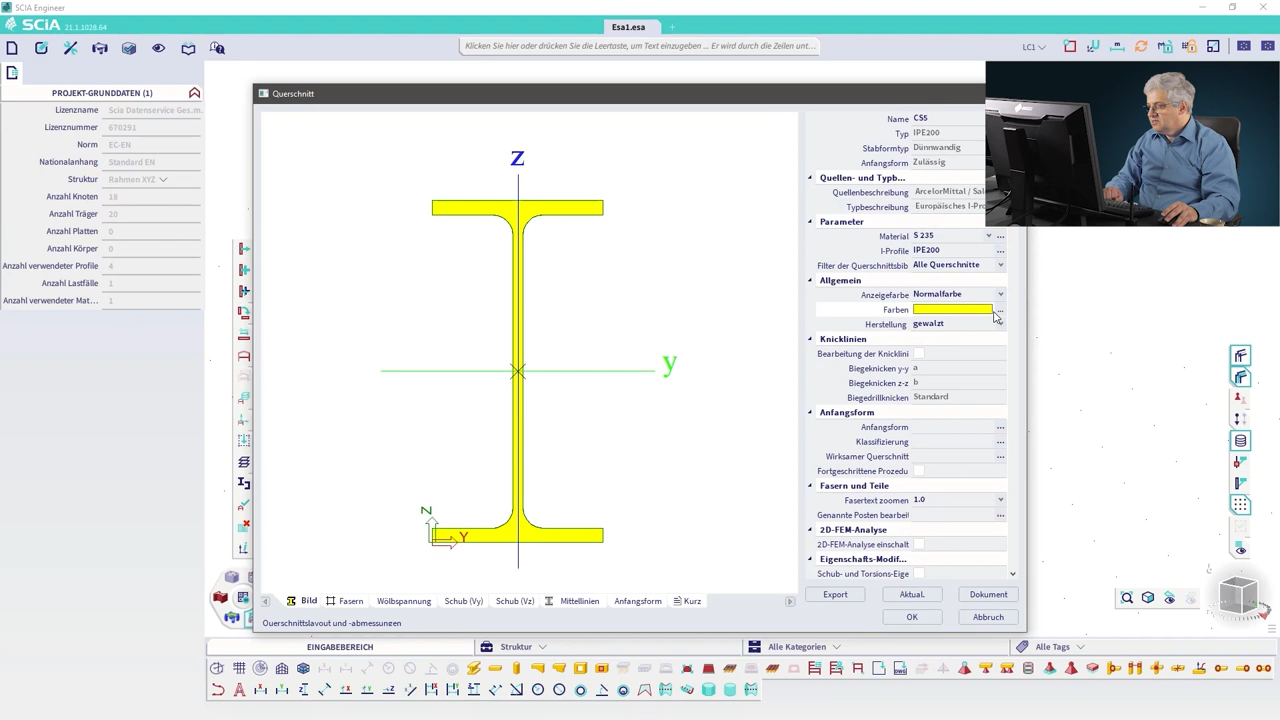 SCIA Engineer
SCIA 21.1.1028.64
Esa1.esa
Klicken Sie hier oder drücken Sie die Leertaste, um Text einzugeben ... Er wird durch die Zeilen unt...
LC1
PROJEKT-GRUNDDATEN (1)
Lizenzname Scia Datenservice Ges.m.
Lizenznummer 670291
Norm EC-EN
Nationalanhang Standard EN
Struktur Rahmen XYZ
Anzahl Knoten 18
Anzahl Träger 20
Anzahl Platten 0
Anzahl Körper 0
Anzahl verwendeter Profile 4
Anzahl Lastfälle 1
Anzahl verwendeter Mat... 1
Querschnitt
z
y
N
Y
Name CS5
Typ IPE200
Stabformtyp Dünnwandig
Anfangsform Zulässig
Quellen- und Typb...
Quellenbeschreibung ArcelorMittal / Sal
Typbeschreibung Europäisches I-Pro
Parameter
Material S 235 ...
I-Profile IPE200 ...
Filter der Querschnittsbib Alle Querschnitte
Allgemein
Anzeigefarbe Normalfarbe
Farben ...
Herstellung gewalzt
Knicklinien
Bearbeitung der Knicklini
Biegeknicken y-y a
Biegeknicken z-z b
Biegedrillknicken Standard
Anfangsform
Anfangsform ...
Klassifizierung ...
Wirksamer Querschnitt ...
Fortgeschrittene Prozedu
Fasern und Teile
Fasertext zoomen 1.0
Genannte Posten bearbeit ...
2D-FEM-Analyse
2D-FEM-Analyse einschalt
Eigenschafts-Modif...
Schub- und Torsions-Eige
Bild Fasern Wölbspannung Schub (Vy) Schub (Vz) Mittellinien Anfangsform Kurz
Export Aktual. Dokument
Querschnittslayout und -abmessungen
OK Abbruch
EINGABEBEREICH Struktur Alle Kategorien Alle Tags